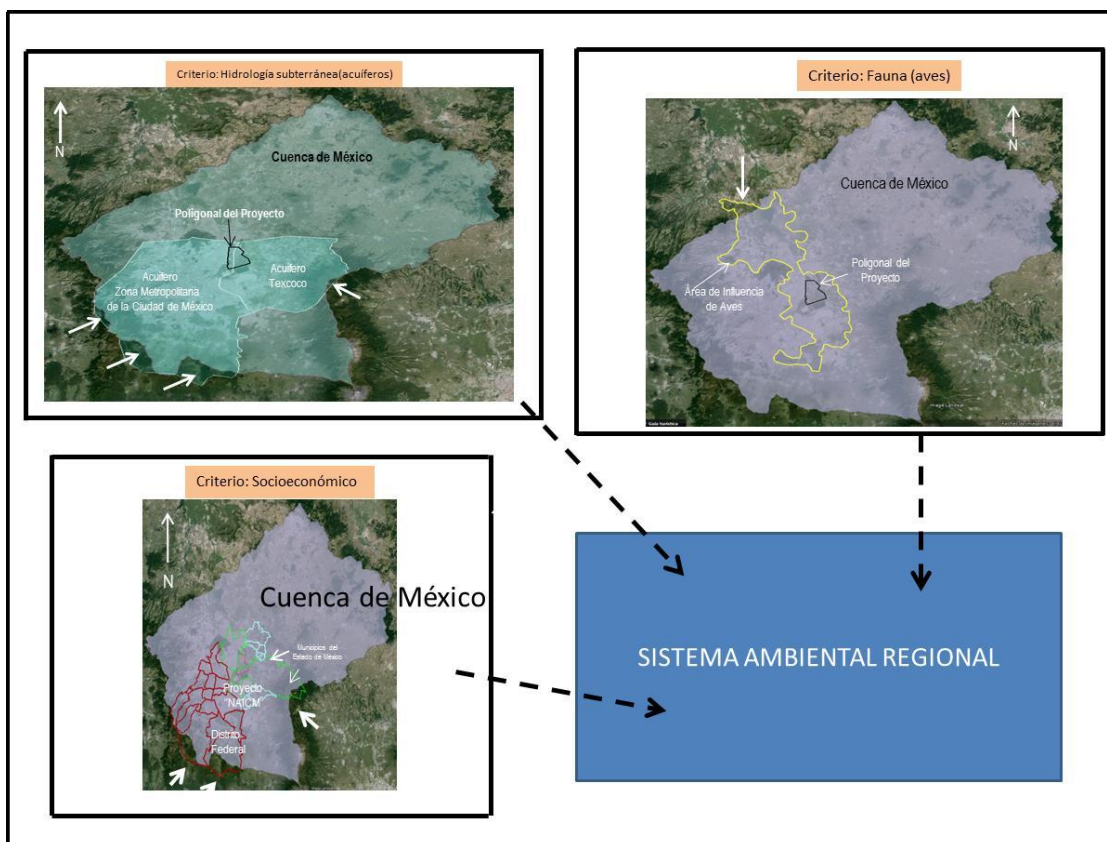 Criterio: Hidrología subterránea(acuíferos)
N
Cuenca de México
Poligonal del Proyecto
Acuífero
Zona Metropolitana
de la Ciudad de México
Acuífero
Texcoco
Criterio: Fauna (aves)
N
Cuenca de México
Poligonal del
Proyecto
Área de Influencia
de Aves
Guía turística
Criterio: Socioeconómico
N
Cuenca de México
Municipios del
Estado de México
Proyecto
"NAICM"
Distrito
Federal
SISTEMA AMBIENTAL REGIONAL